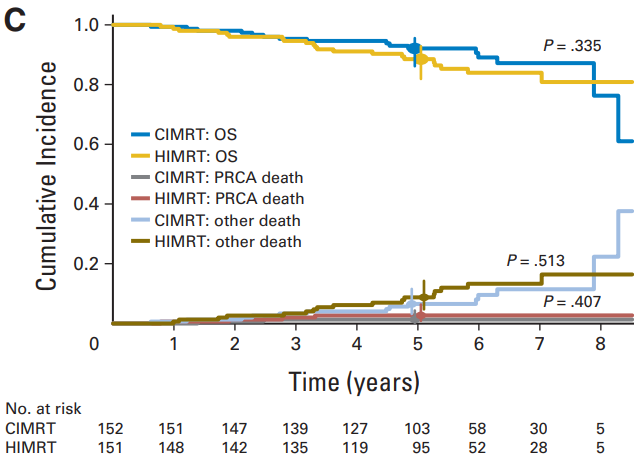 C
Cumulative Incidence
1.0
0.8
0.6
0.4
0.2
0
P = .335
CIMRT: OS
HIMRT: OS
CIMRT: PRCA death
HIMRT: PRCA death
CIMRT: other death
HIMRT: other death
P = .513
P = .407
1 2 3 4 5 6 7 8
Time (years)
No. at risk
CIMRT 152 151 147 139 127 103 58 30 5
HIMRT 151 148 142 135 119 95 52 28 5